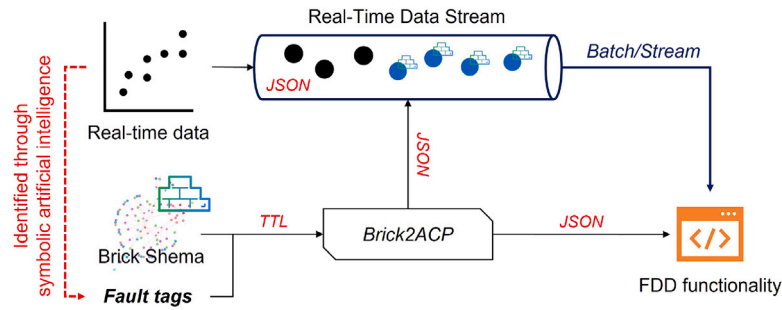 Real-Time Data Stream
Batch/Stream
JSON
Real-time data
Identified through
symbolic artificial intelligence
JSON
Brick Shema
TTL
Brick2ACP
JSON
Fault tags
FDD functionality